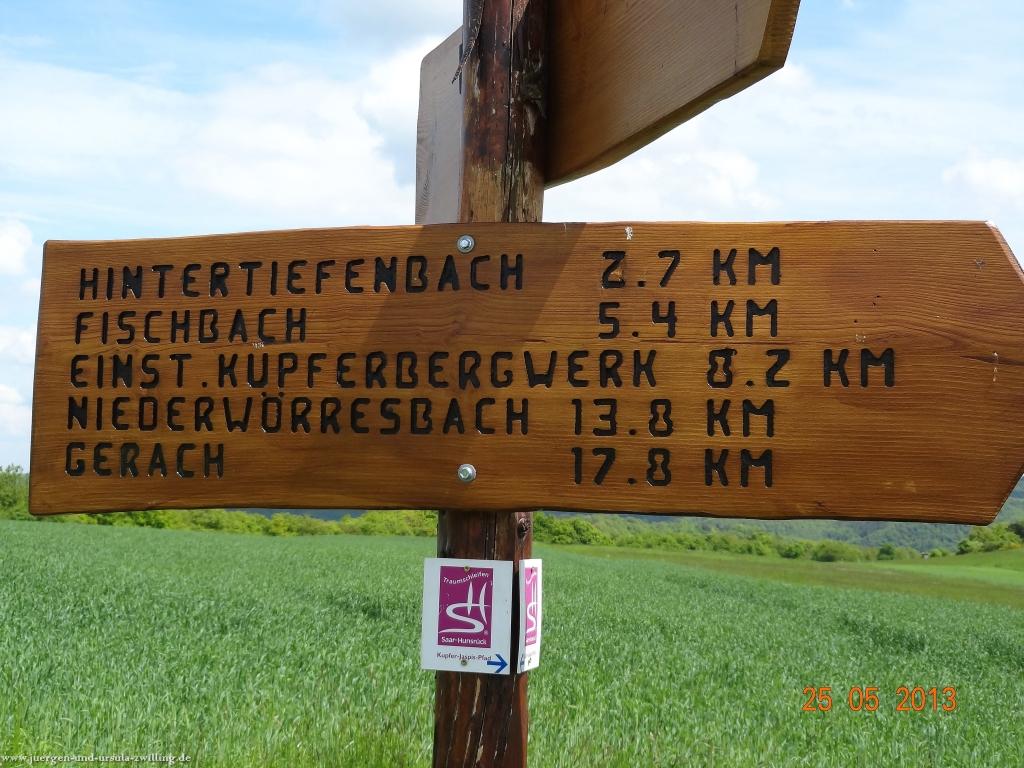 HINTERTIEFENBACH 2.7 KM
FISCHBACH 5.4 KM
EINST.KUPFERBERGWERK 8.2 KM
NIEDERWÖRRESBACH 13.8 KM
GERACH 17.8 KM
Traumschleifen
SH
Saar-Hunsrück
Kupfer-Jaspis-Pfad
25 05 2013
www.juergen-und-ursula-zwilling.de